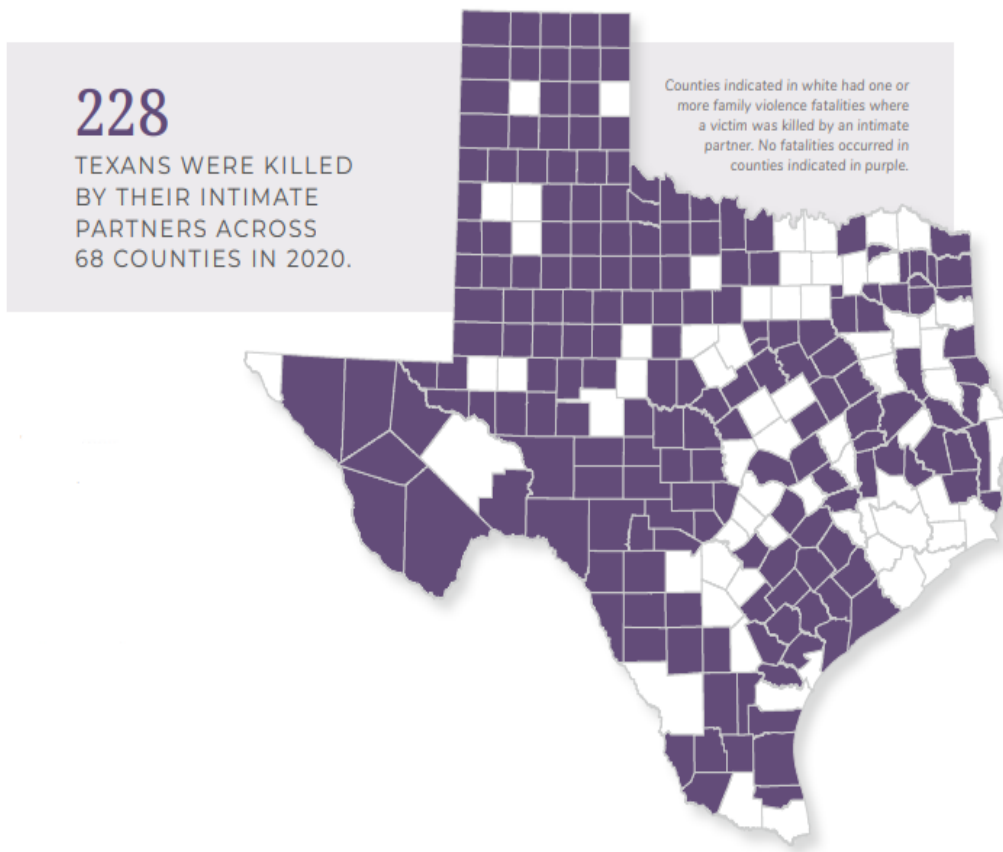 228
TEXANS WERE KILLED
BY THEIR INTIMATE
PARTNERS ACROSS
68 COUNTIES IN 2020.
Counties indicated in white had one or
more family violence fatalities where
a victim was killed by an intimate
partner. No fatalities occurred in
counties indicated in purple.